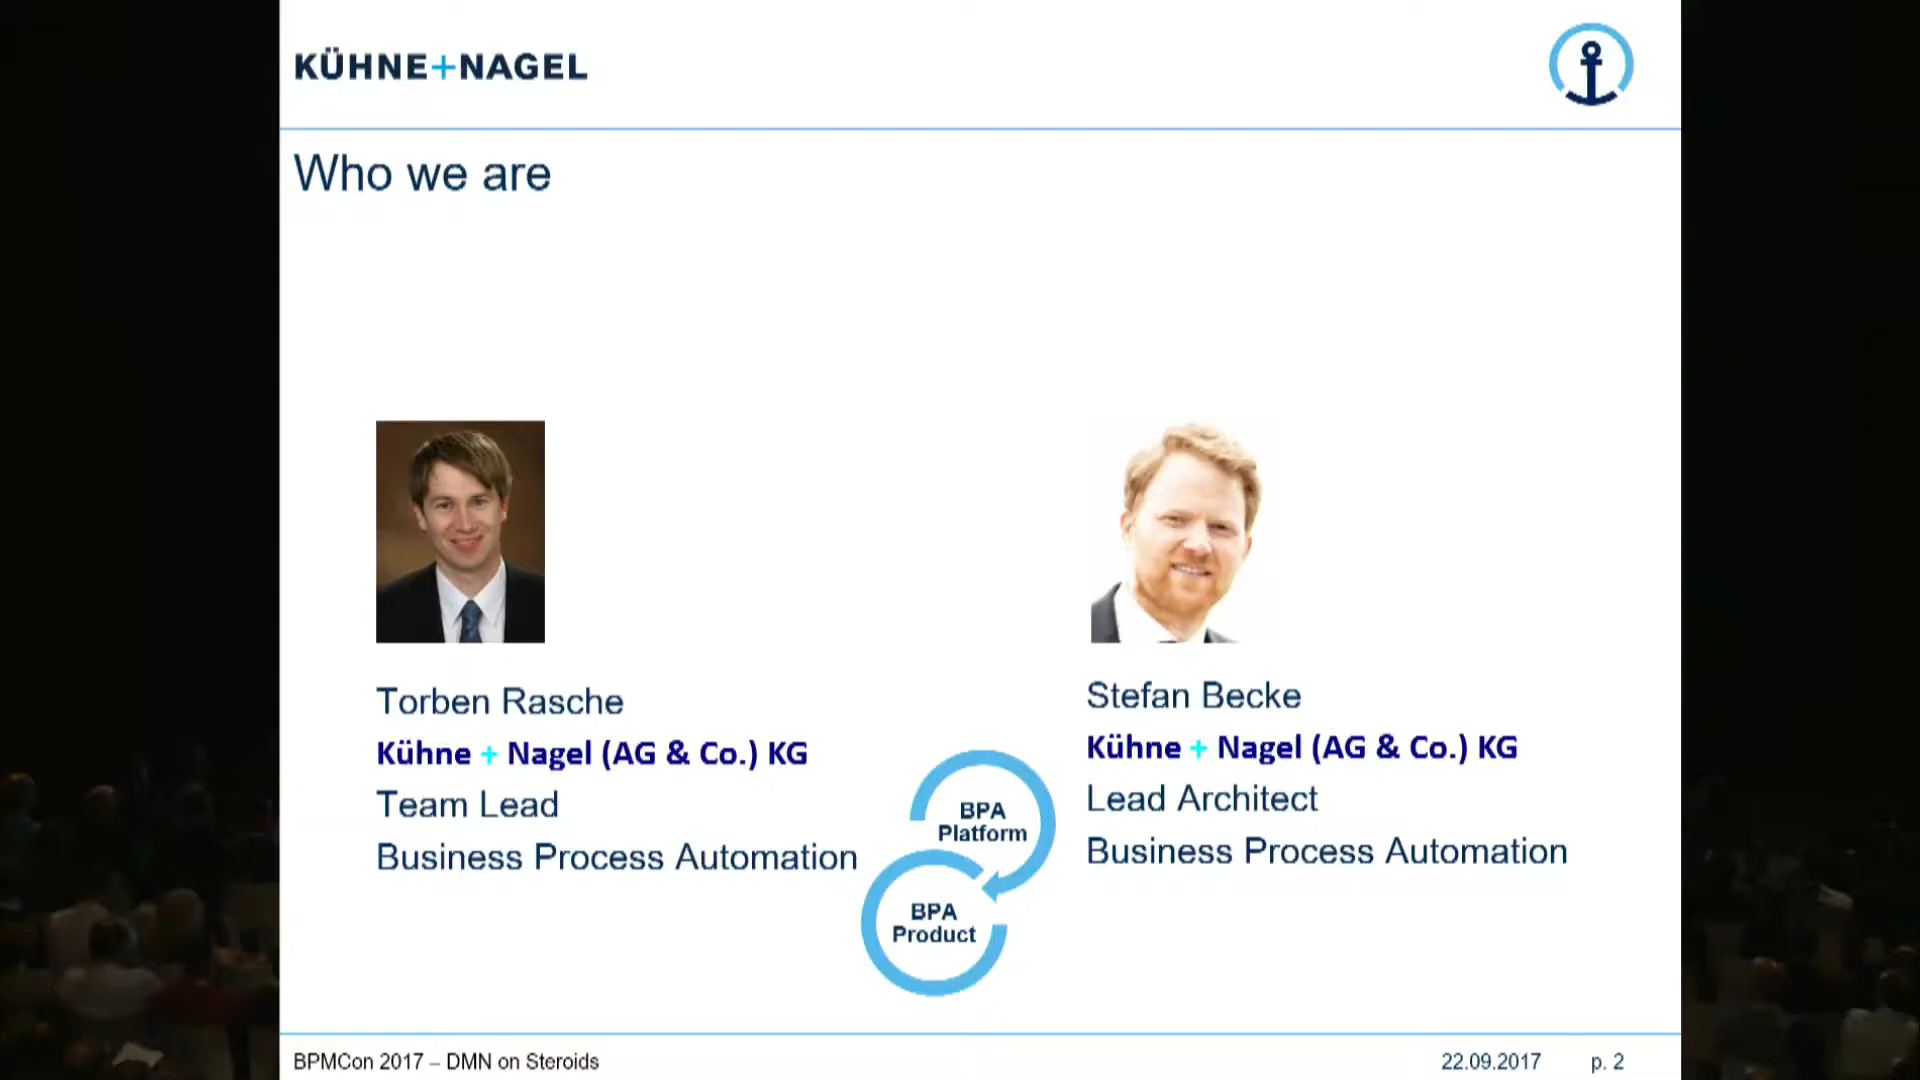 KÜHNE+NAGEL
Who we are
Torben Rasche
Kühne + Nagel (AG & Co.) KG
Team Lead
Business Process Automation
Stefan Becke
Kühne + Nagel (AG & Co.) KG
Lead Architect
Business Process Automation
BPA
Platform
BPA
Product
BPMCon 2017 – DMN on Steroids
22.09.2017
p. 2